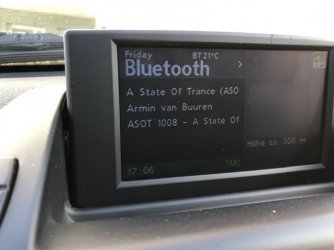 Friday BT 21°C
Bluetooth >
A State Of Trance (ASO
Armin van Buuren
ASOT 1008 - A State Of
Höhe ca. 300 m
17:06 TMC